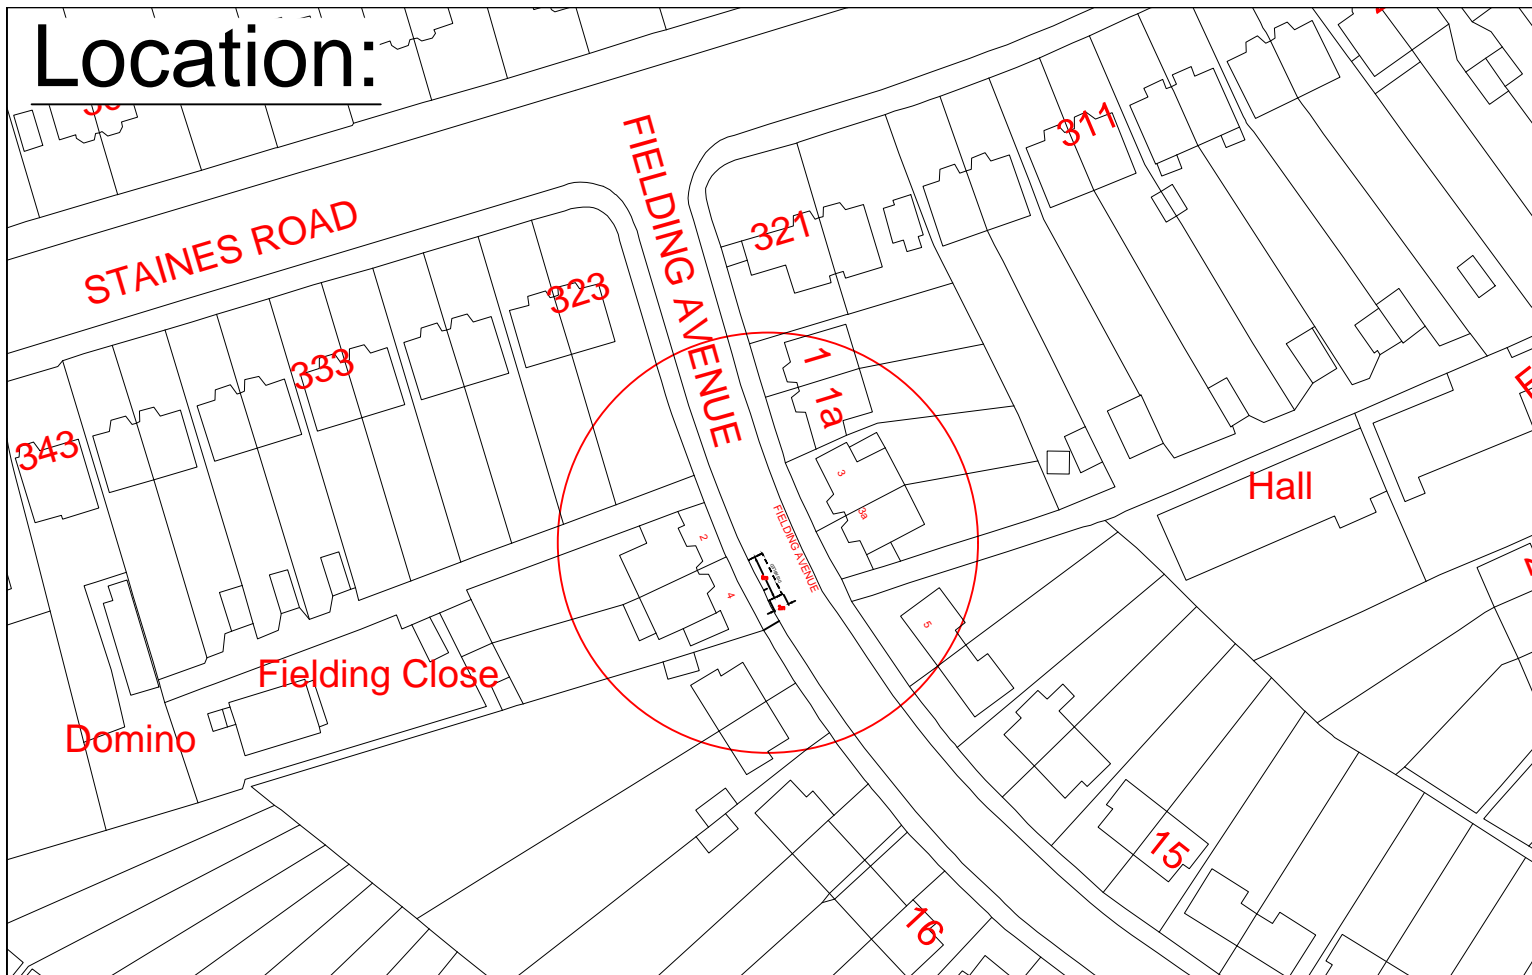 Location:
STAINES ROAD
FIELDING AVENUE
311
321
323
333
343
1
1a
3
3a
FIELDING AVENUE
2
4
5
Hall
Fielding Close
Domino
15
16